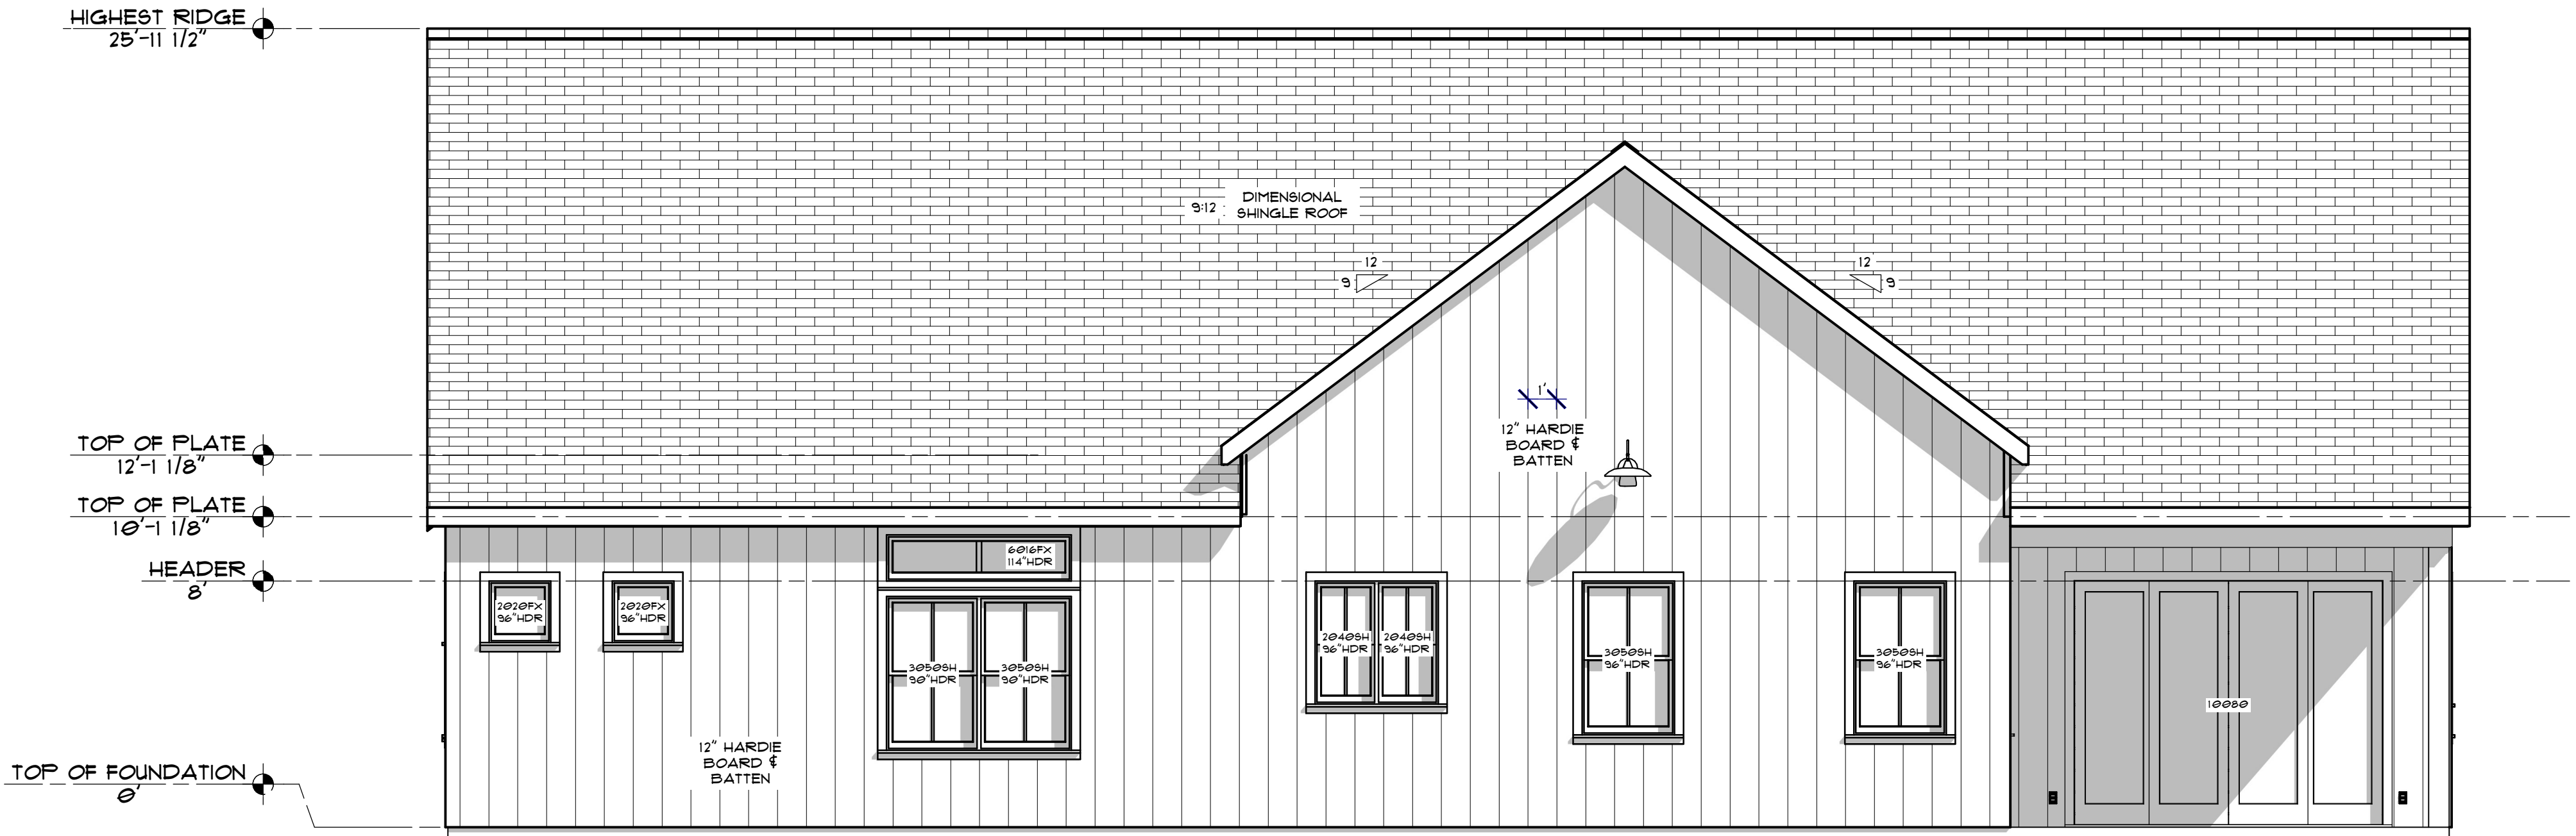 HIGHEST RIDGE
25'-11 1/2"
DIMENSIONAL
SHINGLE ROOF
9:12
12
9
12
9
1'
12" HARDIE
BOARD &
BATTEN
TOP OF PLATE
12'-1 1/8"
TOP OF PLATE
10'-1 1/8"
HEADER
8'
6016FX
114"HDR
2020FX
96"HDR
2020FX
96"HDR
3050SH
90"HDR
3050SH
90"HDR
2040SH
96"HDR
2040SH
96"HDR
3050SH
96"HDR
3050SH
96"HDR
10080
12" HARDIE
BOARD &
BATTEN
TOP OF FOUNDATION
0'